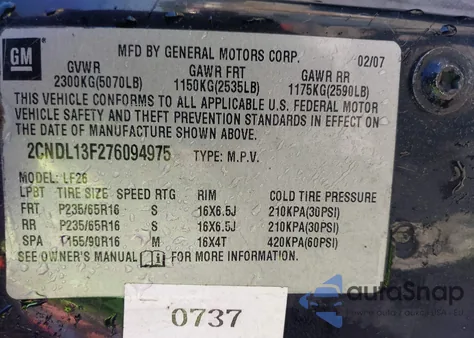 GM
MFD BY GENERAL MOTORS CORP. 02/07
GVWR GAWR FRT GAWR RR
2300KG(5070LB) 1150KG(2535LB) 1175KG(2590LB)
THIS VEHICLE CONFORMS TO ALL APPLICABLE U.S. FEDERAL MOTOR
VEHICLE SAFETY AND THEFT PREVENTION STANDARDS IN EFFECT ON
THE DATE OF MANUFACTURE SHOWN ABOVE.
2CNDL13F276094975 TYPE: M.P.V.
MODEL: LF26
LPBT TIRE SIZE SPEED RTG RIM COLD TIRE PRESSURE
FRT P235/65R16 S 16X6.5J 210KPA(30PSI)
RR P235/65R16 S 16X6.5J 210KPA(30PSI)
SPA T155/90R16 M 16X4T 420KPA(60PSI)
SEE OWNER'S MANUAL FOR MORE INFORMATION.
0737
autoSnap